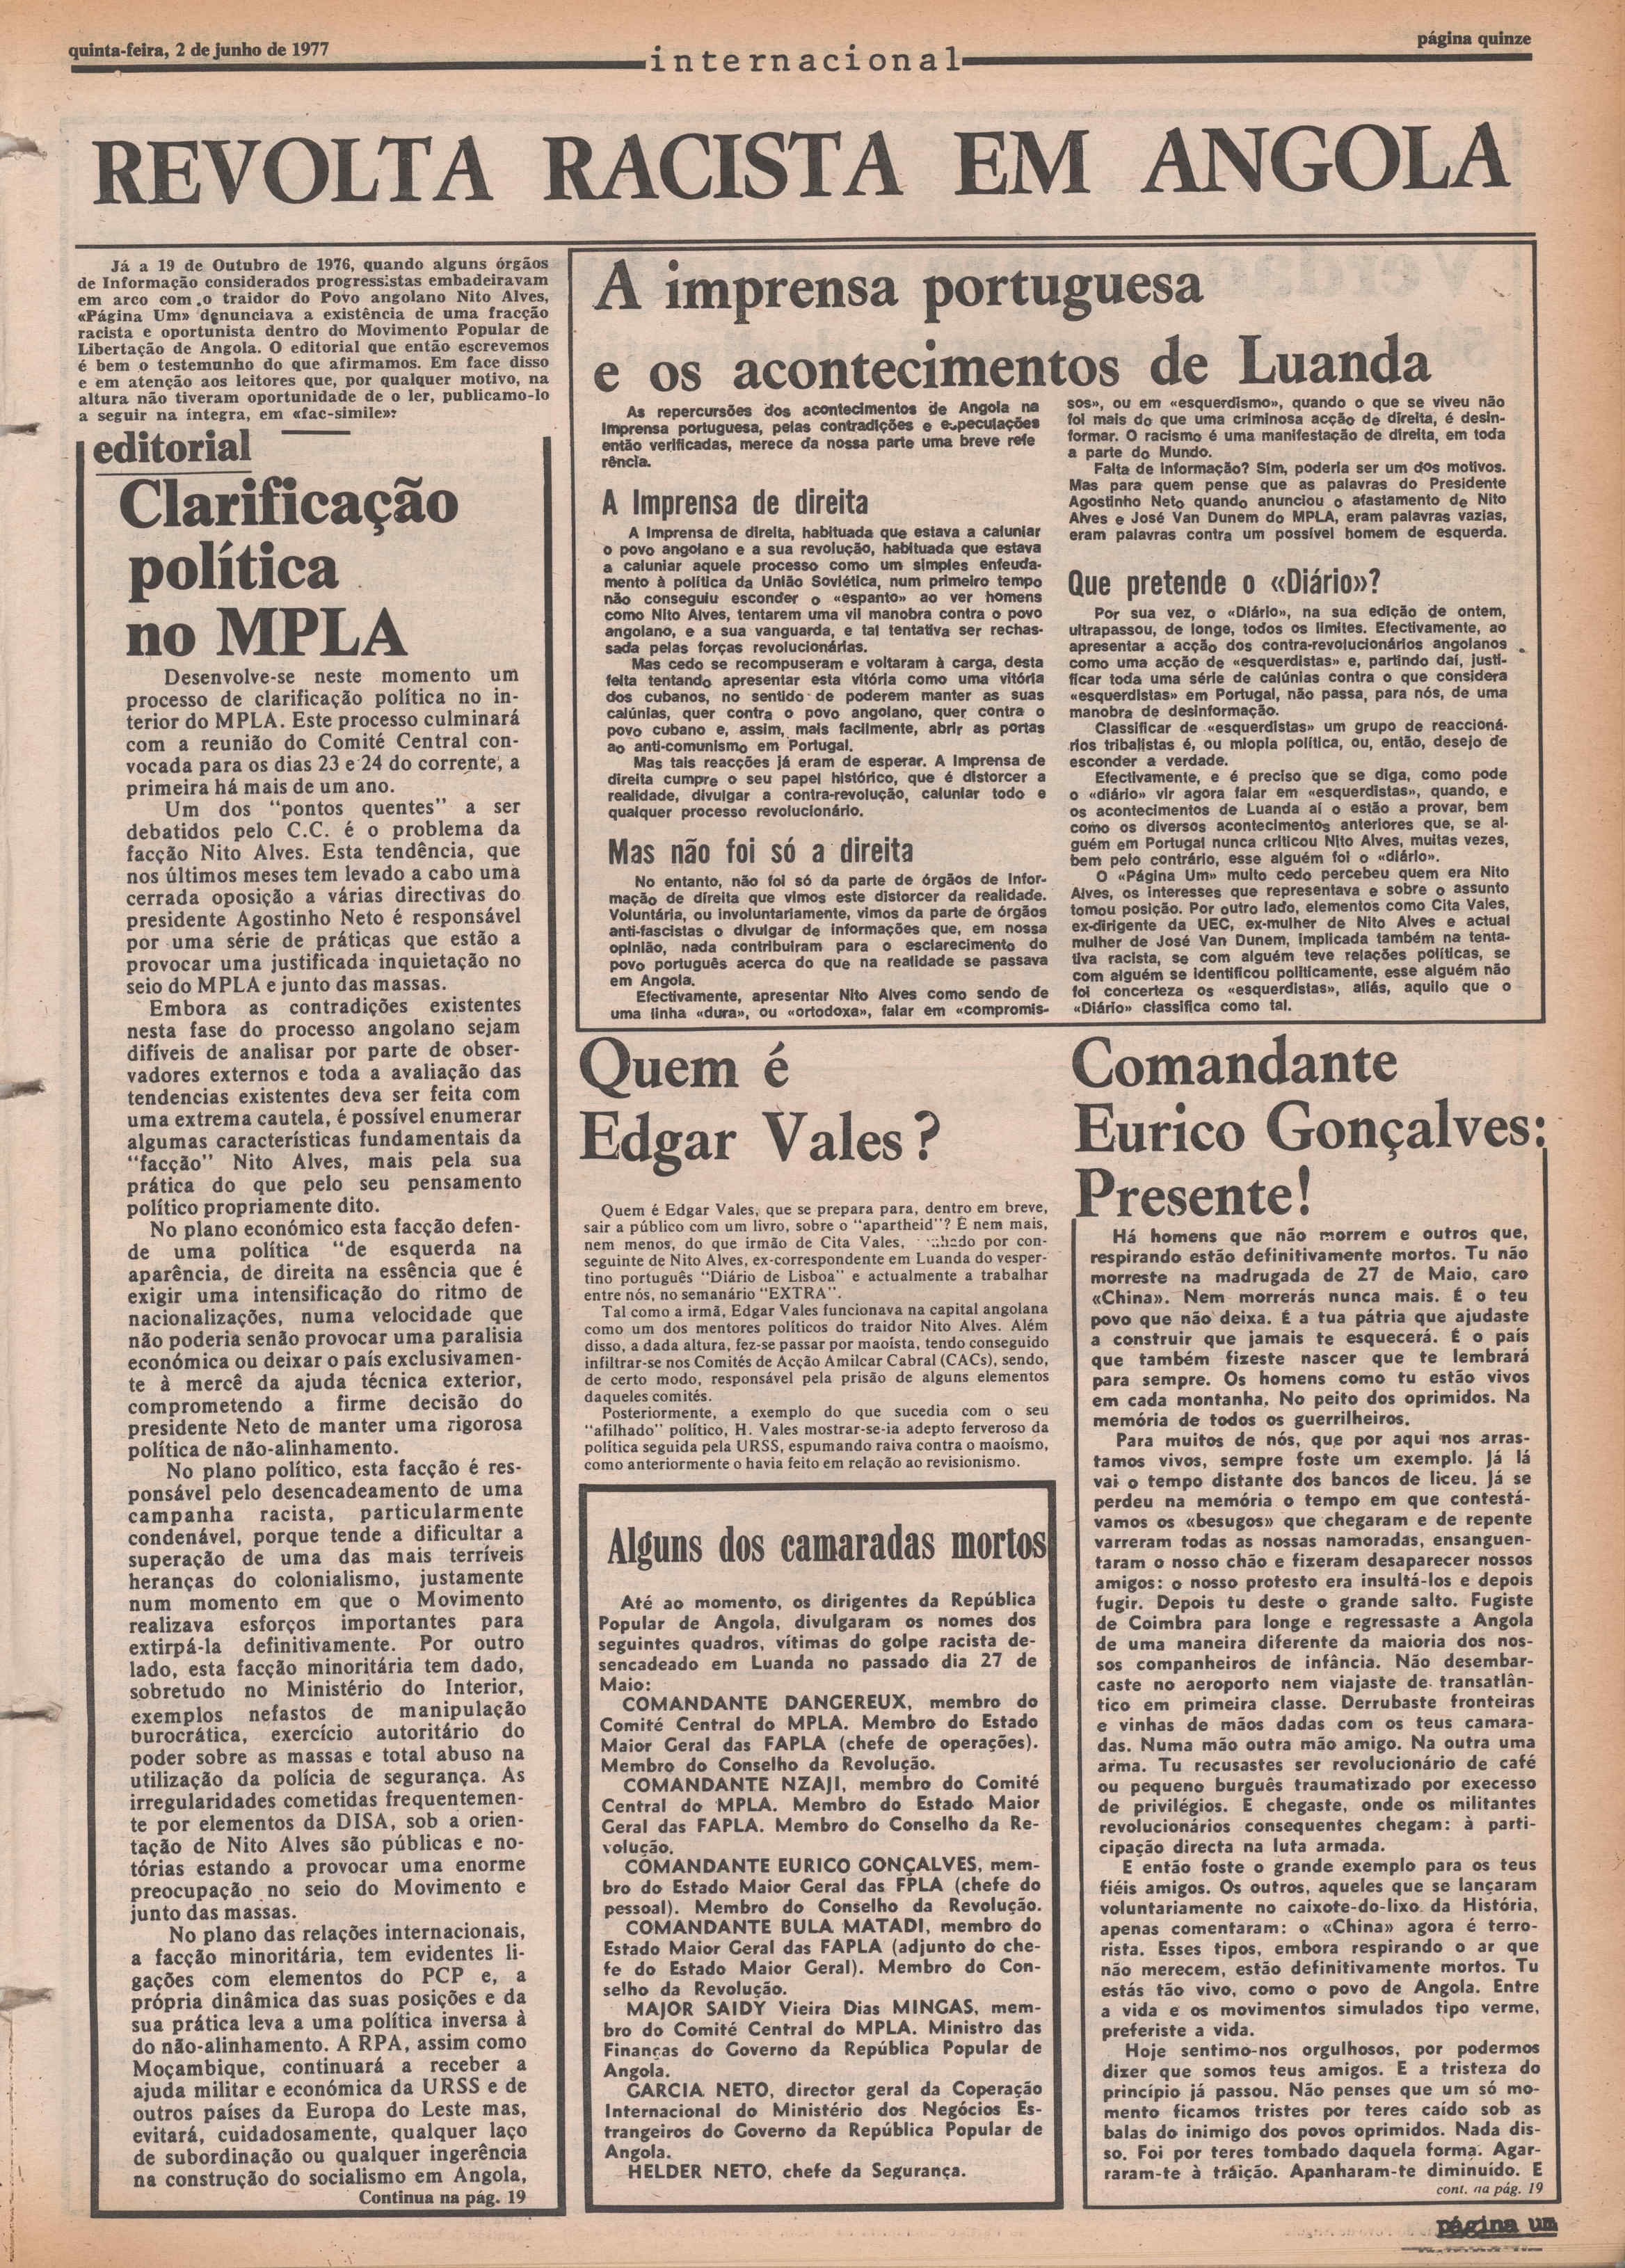 quinta-feira, 2 de junho de 1977
internacional
página quinze
REVOLTA RACISTA EM ANGOLA
Já a 19 de Outubro de 1976, quando alguns órgãos
de Informação considerados progressistas embadeiravam
em arco com o traidor do Povo angolano Nito Alves,
«Página Um» denunciava a existência de uma fracção
racista e oportunista dentro do Movimento Popular de
Libertação de Angola. O editorial que então escrevemos
é bem o testemunho do que afirmamos. Em face disso
e em atenção aos leitores que, por qualquer motivo, na
altura não tiveram oportunidade de o ler, publicamo-lo
a seguir na íntegra, em «fac-simile»:
editorial
Clarificação
política
no MPLA
Desenvolve-se neste momento um
processo de clarificação política no in-
terior do MPLA. Este processo culminará
com a reunião do Comité Central con-
vocada para os dias 23 e 24 do corrente, a
primeira há mais de um ano.
Um dos "pontos quentes" a ser
debatidos pelo C.C. é o problema da
facção Nito Alves. Esta tendência, que
nos últimos meses tem levado a cabo uma
cerrada oposição a várias directivas do
presidente Agostinho Neto é responsável
por uma série de práticas que estão a
provocar uma justificada inquietação no
seio do MPLA e junto das massas.
Embora as contradições existentes
nesta fase do processo angolano sejam
difíveis de analisar por parte de obser-
vadores externos e toda a avaliação das
tendencias existentes deva ser feita com
uma extrema cautela, é possível enumerar
algumas características fundamentais da
"facção" Nito Alves, mais pela sua
prática do que pelo seu pensamento
político propriamente dito.
No plano económico esta facção defen-
de uma política "de esquerda na
aparência, de direita na essência que é
exigir uma intensificação do ritmo de
nacionalizações, numa velocidade que
não poderia senão provocar uma paralisia
económica ou deixar o país exclusivamen-
te à mercê da ajuda técnica exterior,
comprometendo a firme decisão do
presidente Neto de manter uma rigorosa
política de não-alinhamento.
No plano político, esta facção é res-
ponsável pelo desencadeamento de uma
campanha racista, particularmente
condenável, porque tende a dificultar a
superação de uma das mais terríveis
heranças do colonialismo, justamente
num momento em que o Movimento
realizava esforços importantes para
extirpá-la definitivamente. Por outro
lado, esta facção minoritária tem dado,
sobretudo no Ministério do Interior,
exemplos nefastos de manipulação
burocrática, exercício autoritário do
poder sobre as massas e total abuso na
utilização da polícia de segurança. As
irregularidades cometidas frequentemen-
te por elementos da DISA, sob a orien-
tação de Nito Alves são públicas e no-
tórias estando a provocar uma enorme
preocupação no seio do Movimento e
junto das massas.
No plano das relações internacionais,
a facção minoritária, tem evidentes li-
gações com elementos do PCP e, a
própria dinâmica das suas posições e da
sua prática leva a uma política inversa à
do não-alinhamento. A RPA, assim como
Moçambique, continuará a receber a
ajuda militar e económica da URSS e de
outros países da Europa do Leste mas,
evitará, cuidadosamente, qualquer laço
de subordinação ou qualquer ingerência
na construção do socialismo em Angola,
Continua na pág. 19
A imprensa portuguesa
e os acontecimentos de Luanda
As repercursões dos acontecimentos de Angola na
Imprensa portuguesa, pelas contradições e especulações
então verificadas, merece da nossa parte uma breve refe
rência.
A Imprensa de direita
A Imprensa de direita, habituada que estava a caluniar
o povo angolano e a sua revolução, habituada que estava
a caluniar aquele processo como um simples enfeuda-
mento à política da União Soviética, num primeiro tempo
não conseguiu esconder o «espanto» ao ver homens
como Nito Alves, tentarem uma vil manobra contra o povo
angolano, e a sua vanguarda, e tal tentativa ser rechas-
sada pelas forças revolucionárias.
Mas cedo se recompuseram e voltaram à carga, desta
feita tentando apresentar esta vitória como uma vitória
dos cubanos, no sentido de poderem manter as suas
calúnias, quer contra o povo angolano, quer contra o
povo cubano e, assim, mais facilmente, abrir as portas
ao anti-comunismo em Portugal.
Mas tais reacções já eram de esperar. A Imprensa de
direita cumpre o seu papel histórico, que é distorcer a
realidade, divulgar a contra-revolução, caluniar todo e
qualquer processo revolucionário.
Mas não foi só a direita
No entanto, não foi só da parte de órgãos de Infor-
mação de direita que vimos este distorcer da realidade.
Voluntária, ou involuntariamente, vimos da parte de órgãos
anti-fascistas o divulgar de informações que, em nossa
opinião, nada contribuiram para o esclarecimento do
povo português acerca do que na realidade se passava
em Angola.
Efectivamente, apresentar Nito Alves como sendo de
uma linha «dura», ou «ortodoxa», falar em «compromis-
sos», ou em «esquerdismo», quando o que se viveu não
foi mais do que uma criminosa acção de direita, é desin-
formar. O racismo é uma manifestação de direita, em toda
a parte do Mundo.
Falta de informação? Sim, poderia ser um dos motivos.
Mas para quem pense que as palavras do Presidente
Agostinho Neto quando anunciou o afastamento de Nito
Alves e José Van Dunem do MPLA, eram palavras vazias,
eram palavras contra um possível homem de esquerda.
Que pretende o «Diário»?
Por sua vez, o «Diário», na sua edição de ontem,
ultrapassou, de longe, todos os limites. Efectivamente, ao
apresentar a acção dos contra-revolucionários angolanos
como uma acção de «esquerdistas» e, partindo daí, justi-
ficar toda uma série de calúnias contra o que considera
«esquerdistas» em Portugal, não passa, para nós, de uma
manobra de desinformação.
Classificar de «esquerdistas» um grupo de reaccioná-
rios tribalistas é, ou miopia política, ou, então, desejo de
esconder a verdade.
Efectivamente, e é preciso que se diga, como pode
o «diário» vir agora falar em «esquerdistas», quando, e
os acontecimentos de Luanda aí o estão a provar, bem
como os diversos acontecimentos anteriores que, se al-
guém em Portugal nunca criticou Nito Alves, muitas vezes,
bem pelo contrário, esse alguém foi o «diário».
O «Página Um» muito cedo percebeu quem era Nito
Alves, os interesses que representava e sobre o assunto
tomou posição. Por outro lado, elementos como Cita Vales,
ex-dirigente da UEC, ex-mulher de Nito Alves e actual
mulher de José Van Dunem, implicada também na tenta-
tiva racista, se com alguém teve relações políticas, se
com alguém se identificou politicamente, esse alguém não
foi concerteza os «esquerdistas», aliás, aquilo que o
«Diário» classifica como tal.
Quem é
Edgar Vales?
Quem é Edgar Vales, que se prepara para, dentro em breve,
sair a público com um livro, sobre o "apartheid"? É nem mais,
nem menos, do que irmão de Cita Vales, por con-
seguinte de Nito Alves, ex-correspondente em Luanda do vesper-
tino português "Diário de Lisboa" e actualmente a trabalhar
entre nós, no semanário "EXTRA".
Tal como a irmã, Edgar Vales funcionava na capital angolana
como um dos mentores políticos do traidor Nito Alves. Além
disso, a dada altura, fez-se passar por maoísta, tendo conseguido
infiltrar-se nos Comités de Acção Amilcar Cabral (CACs), sendo,
de certo modo, responsável pela prisão de alguns elementos
daqueles comités.
Posteriormente, a exemplo do que sucedia com o seu
"afilhado" político, H. Vales mostrar-se-ia adepto ferveroso da
política seguida pela URSS, espumando raiva contra o maoismo,
como anteriormente o havia feito em relação ao revisionismo.
Alguns dos camaradas mortos
Até ao momento, os dirigentes da República
Popular de Angola, divulgaram os nomes dos
seguintes quadros, vítimas do golpe racista de-
sencadeado em Luanda no passado dia 27 de
Maio:
COMANDANTE DANGEREUX, membro do
Comité Central do MPLA. Membro do Estado
Maior Geral das FAPLA (chefe de operações).
Membro do Conselho da Revolução.
COMANDANTE NZAJI, membro do Comité
Central do MPLA. Membro do Estado Maior
Geral das FAPLA. Membro do Conselho da Re-
volução.
COMANDANTE EURICO GONÇALVES, mem-
bro do Estado Maior Geral das FPLA (chefe do
pessoal). Membro do Conselho da Revolução.
COMANDANTE BULA MATADI, membro do
Estado Maior Geral das FAPLA (adjunto do che-
fe do Estado Maior Geral). Membro do Con-
selho da Revolução.
MAJOR SAIDY Vieira Dias MINGAS, mem-
bro do Comité Central do MPLA. Ministro das
Finanças do Governo da República Popular de
Angola.
GARCIA NETO, director geral da Coperação
Internacional do Ministério dos Negócios Es-
trangeiros do Governo da República Popular de
Angola.
HELDER NETO, chefe da Segurança.
Comandante
Eurico Gonçalves:
Presente!
Há homens que não morrem e outros que,
respirando estão definitivamente mortos. Tu não
morreste na madrugada de 27 de Maio, caro
«China». Nem morrerás nunca mais. É o teu
povo que não deixa. É a tua pátria que ajudaste
a construir que jamais te esquecerá. É o país
que também fizeste nascer que te lembrará
para sempre. Os homens como tu estão vivos
em cada montanha. No peito dos oprimidos. Na
memória de todos os guerrilheiros.
Para muitos de nós, que por aqui nos arras-
tamos vivos, sempre foste um exemplo. Já lá
vai o tempo distante dos bancos de liceu. Já se
perdeu na memória o tempo em que contestá-
vamos os «besugos» que chegaram e de repente
varreram todas as nossas namoradas, ensanguen-
taram o nosso chão e fizeram desaparecer nossos
amigos: o nosso protesto era insultá-los e depois
fugir. Depois tu deste o grande salto. Fugiste
de Coimbra para longe e regressaste a Angola
de uma maneira diferente da maioria dos nos-
sos companheiros de infância. Não desembar-
caste no aeroporto nem viajaste de transatlân-
tico em primeira classe. Derrubaste fronteiras
e vinhas de mãos dadas com os teus camara-
das. Numa mão outra mão amigo. Na outra uma
arma. Tu recusastes ser revolucionário de café
ou pequeno burguês traumatizado por execesso
de privilégios. E chegaste, onde os militantes
revolucionários consequentes chegam: à parti-
cipação directa na luta armada.
E então foste o grande exemplo para os teus
fiéis amigos. Os outros, aqueles que se lançaram
voluntariamente no caixote-do-lixo da História,
apenas comentaram: o «China» agora é terro-
rista. Esses tipos, embora respirando o ar que
não merecem, estão definitivamente mortos. Tu
estás tão vivo, como o povo de Angola. Entre
a vida e os movimentos simulados tipo verme,
preferiste a vida.
Hoje sentimo-nos orgulhosos, por podermos
dizer que somos teus amigos. E a tristeza do
princípio já passou. Não penses que um só mo-
mento ficamos tristes por teres caído sob as
balas do inimigo dos povos oprimidos. Nada dis-
so. Foi por teres tombado daquela forma. Agar-
raram-te à tráição. Apanharam-te diminuído. E
cont. na pág. 19
página um